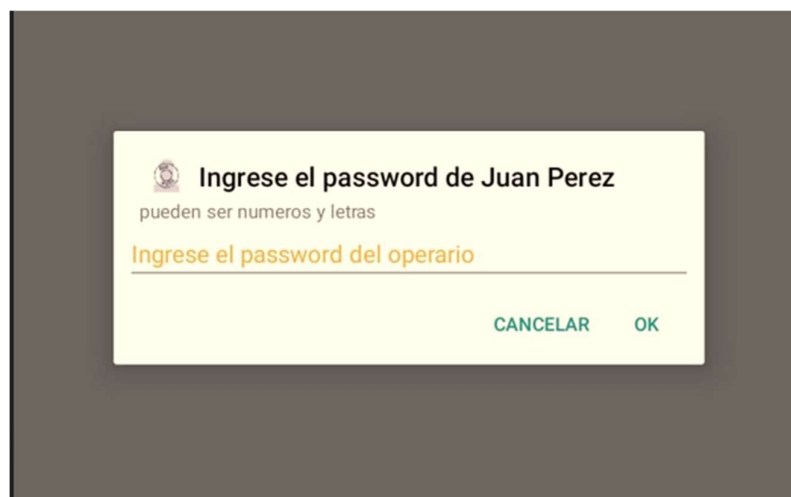 Ingrese el password de Juan Perez
pueden ser numeros y letras
Ingrese el password del operario
CANCELAR OK